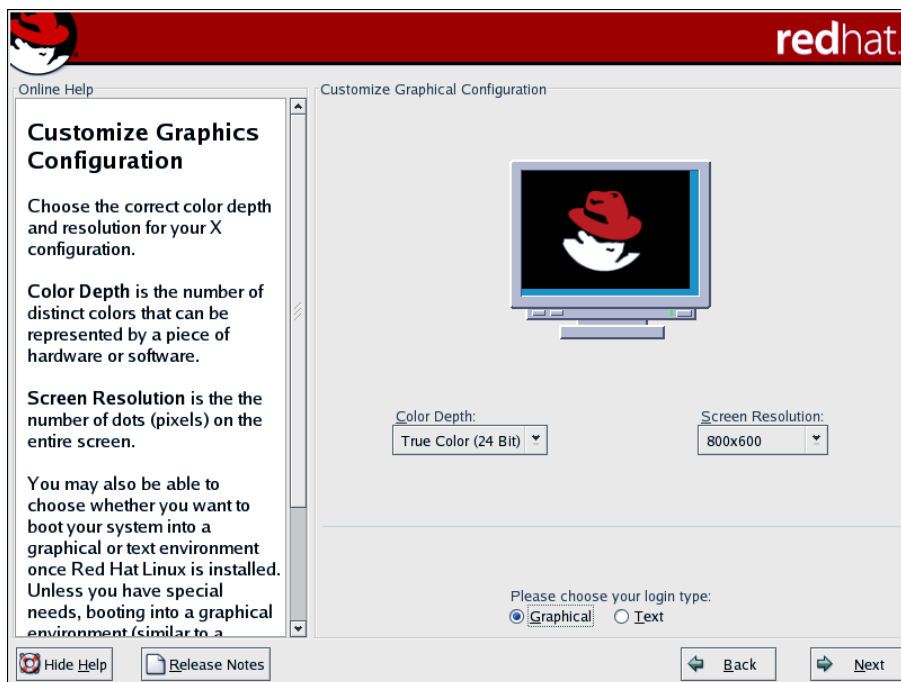 redhat.
Online Help
Customize Graphics
Configuration
Choose the correct color depth
and resolution for your X
configuration.
Color Depth is the number of
distinct colors that can be
represented by a piece of
hardware or software.
Screen Resolution is the the
number of dots (pixels) on the
entire screen.
You may also be able to
choose whether you want to
boot your system into a
graphical or text environment
once Red Hat Linux is installed.
Unless you have special
needs, booting into a graphical
environment (similar to a
Customize Graphical Configuration
Color Depth:
True Color (24 Bit)
Screen Resolution:
800x600
Please choose your login type:
Graphical
Text
Hide Help
Release Notes
Back
Next